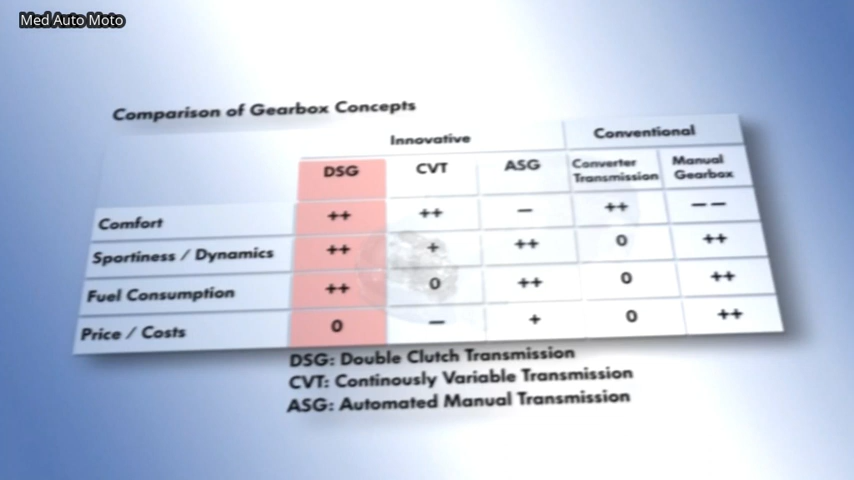 Med Auto Moto
Comparison of Gearbox Concepts
Innovative Conventional
DSG CVT ASG Converter Transmission Manual Gearbox
Comfort ++ ++ − ++ − −
Sportiness / Dynamics ++ + ++ 0 ++
Fuel Consumption ++ 0 ++ 0 ++
Price / Costs 0 − + 0 ++
DSG: Double Clutch Transmission
CVT: Continously Variable Transmission
ASG: Automated Manual Transmission